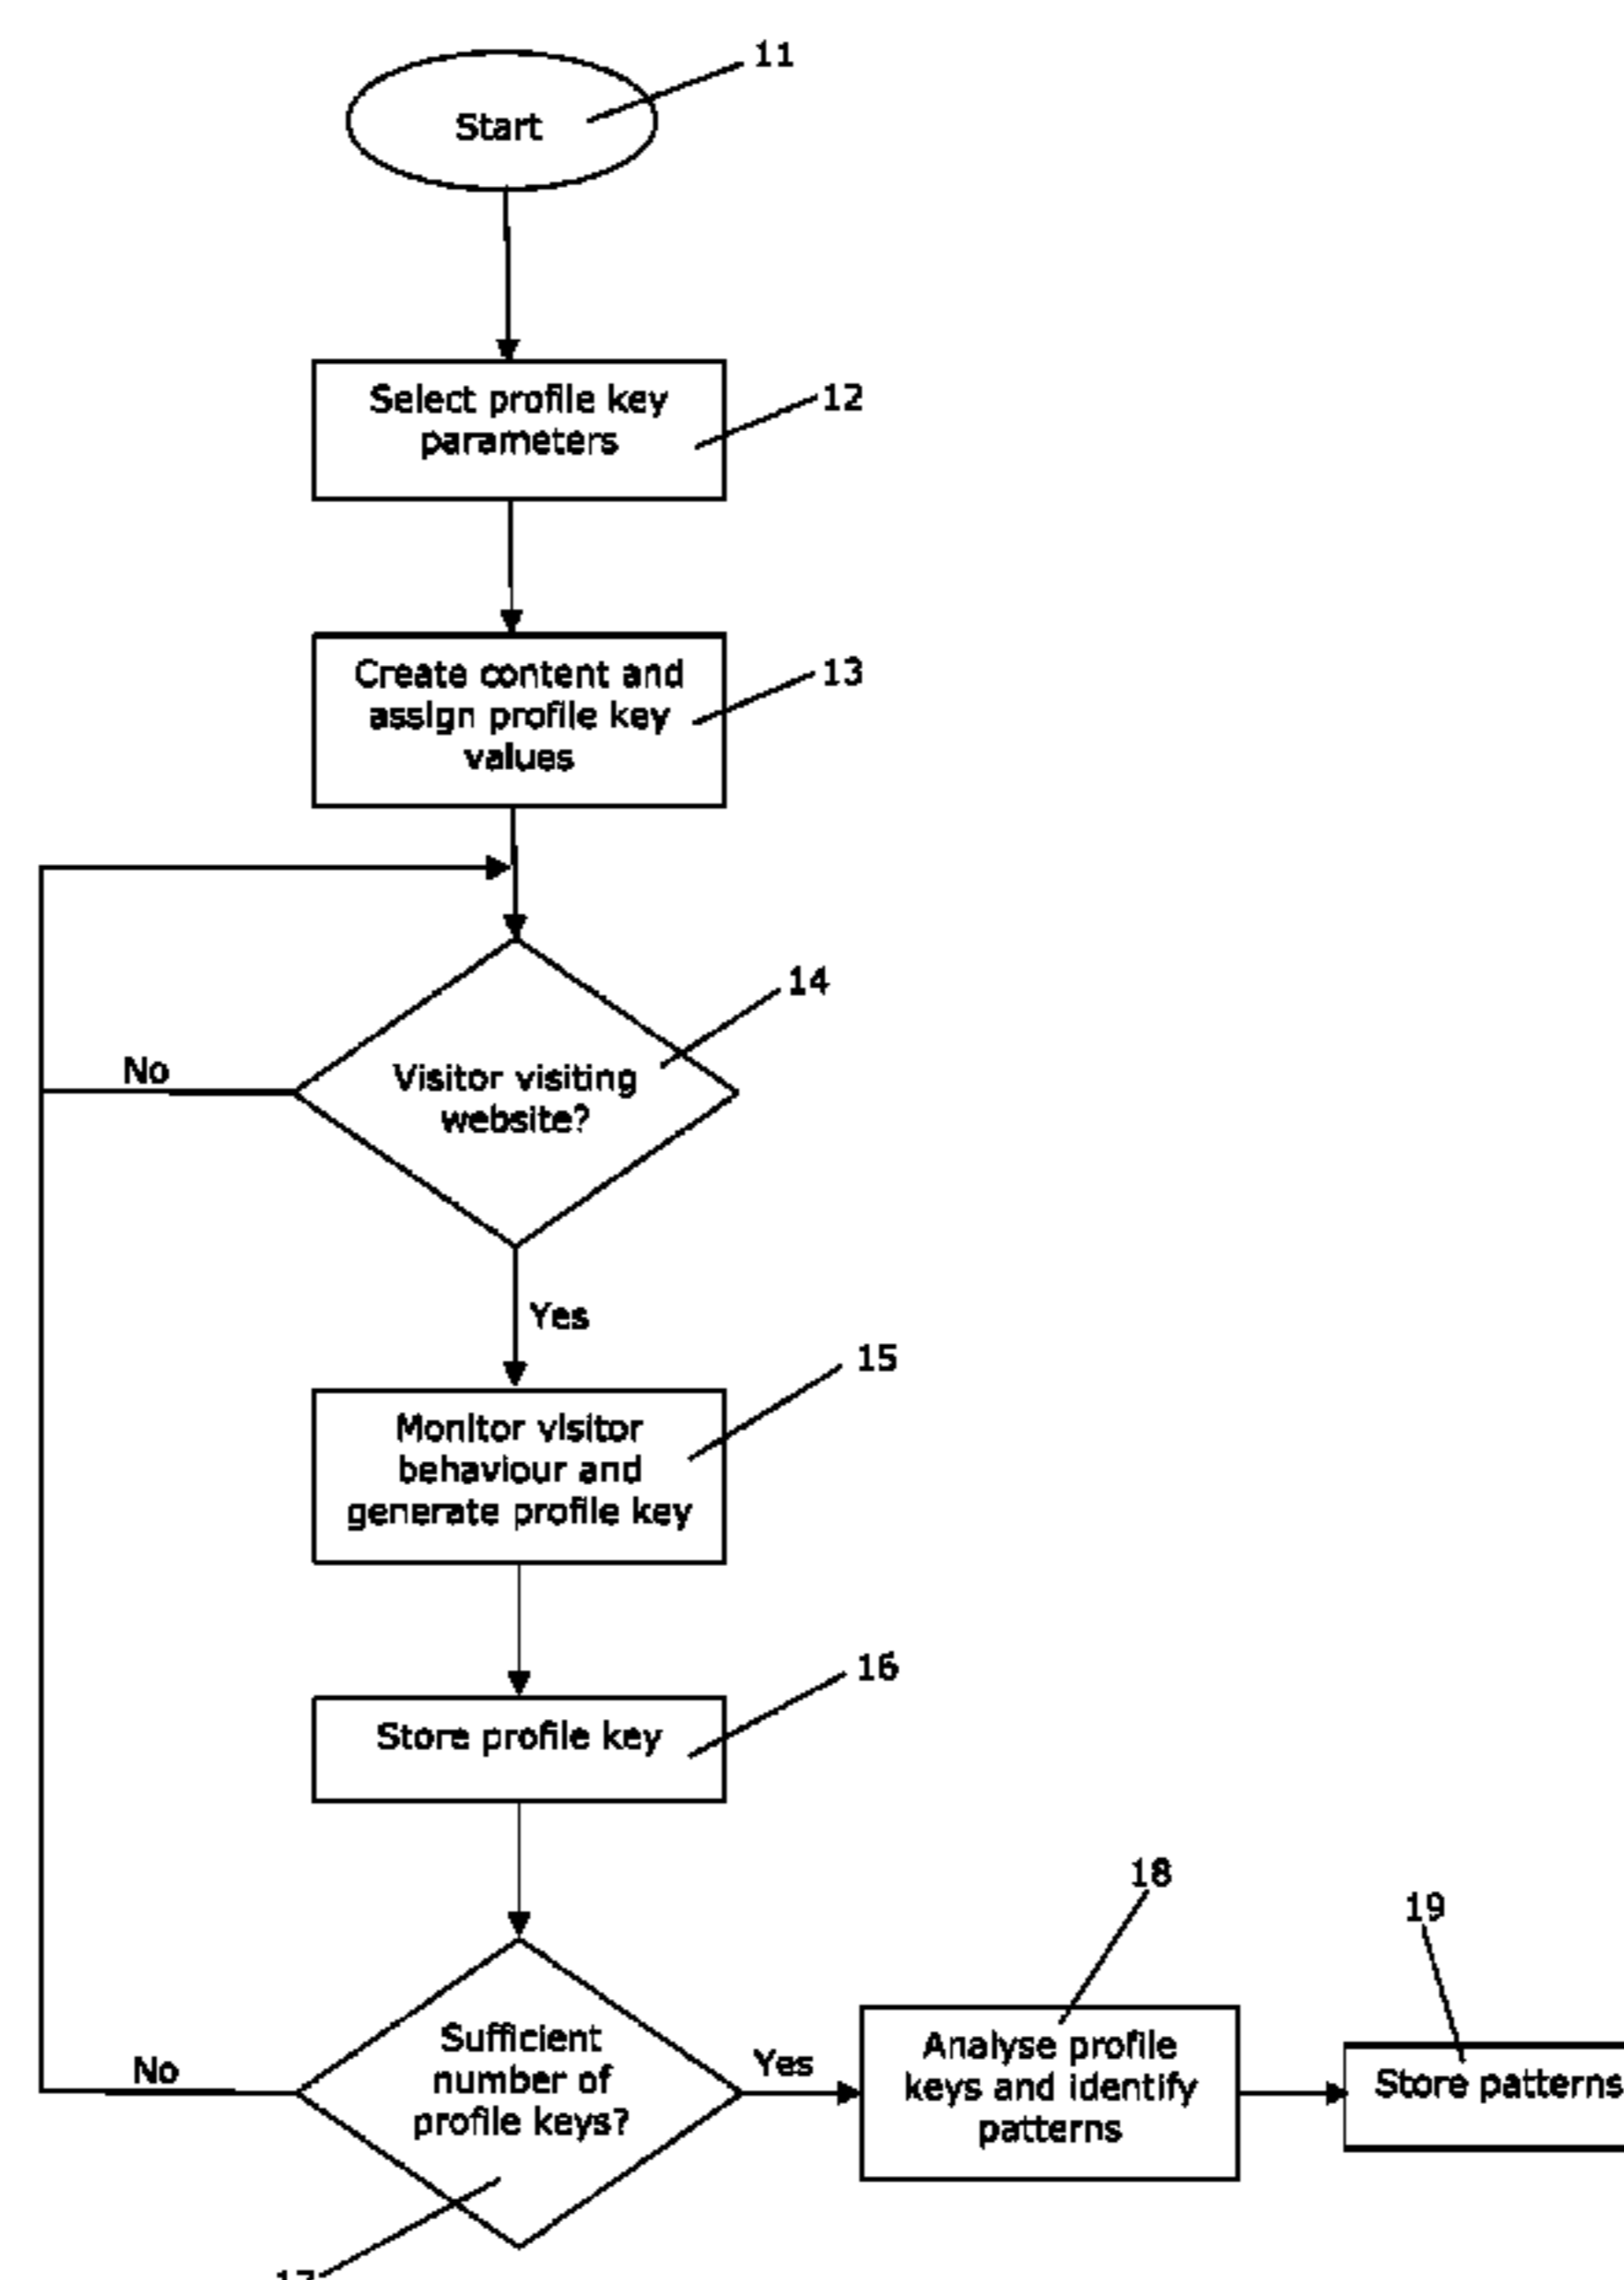 11
Start
Select profile key
parameters
12
Create content and
assign profile key
values
13
14
No
Visitor visiting
website?
Yes
15
Monitor visitor
behaviour and
generate profile key
16
Store profile key
18
19
No
Sufficient
number of
profile keys?
Yes
Analyse profile
keys and identify
patterns
Store patterns